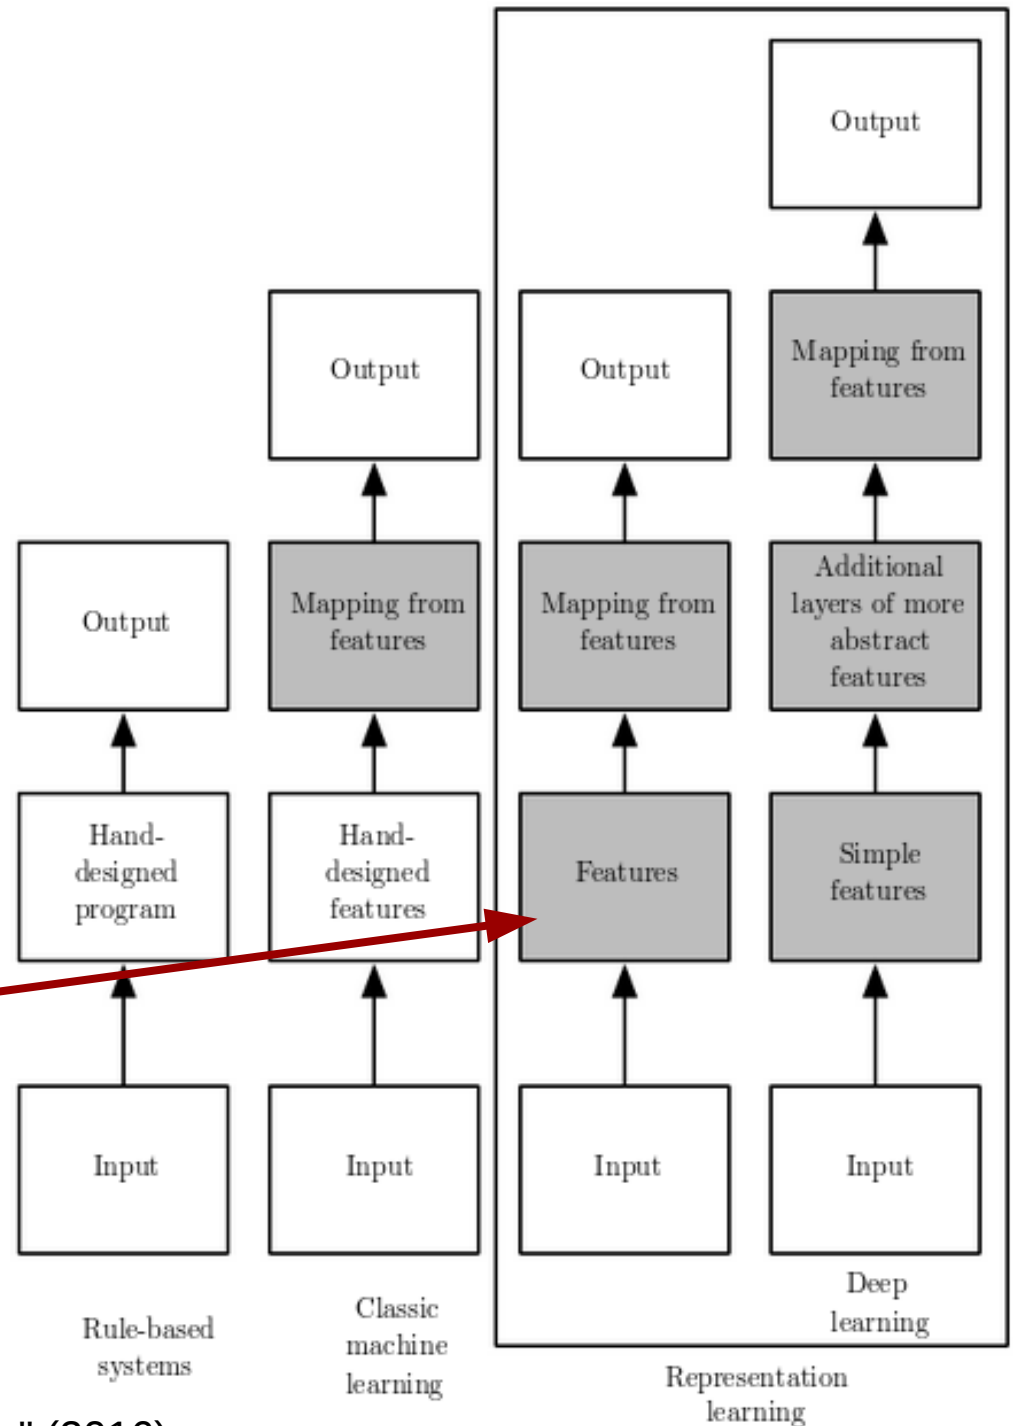 Output
Output
Output
Mapping from
features
Output
Mapping from
features
Mapping from
features
Additional
layers of more
abstract
features
Hand-
designed
program
Hand-
designed
features
Features
Simple
features
Input
Input
Input
Input
Rule-based
systems
Classic
machine
learning
Deep
learning
Representation
learning